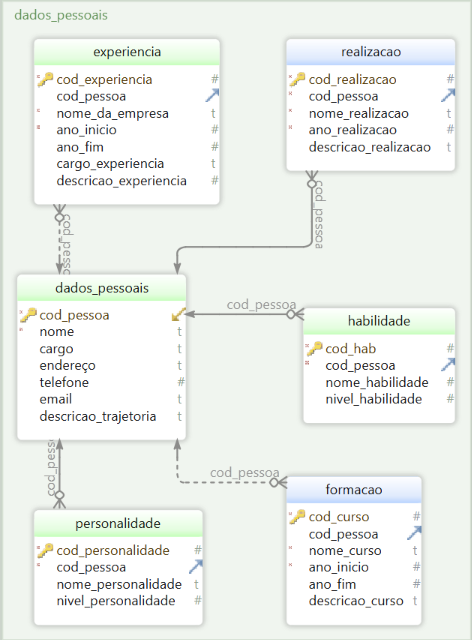 dados_pessoais
experiencia
cod_experiencia #
cod_pessoa
nome_da_empresa t
ano_inicio #
ano_fim #
cargo_experiencia t
descricao_experiencia #
realizacao
cod_realizacao #
cod_pessoa
nome_realizacao t
ano_realizacao #
descricao_realizacao t
cod_pessoa
cod_pessoa
dados_pessoais
cod_pessoa
nome t
cargo t
endereço t
telefone #
email t
descricao_trajetoria t
cod_pessoa
habilidade
cod_hab #
cod_pessoa
nome_habilidade #
nivel_habilidade #
cod_pessoa
cod_pessoa
personalidade
cod_personalidade #
cod_pessoa
nome_personalidade t
nivel_personalidade #
formacao
cod_curso #
cod_pessoa
nome_curso t
ano_inicio #
ano_fim #
descricao_curso t